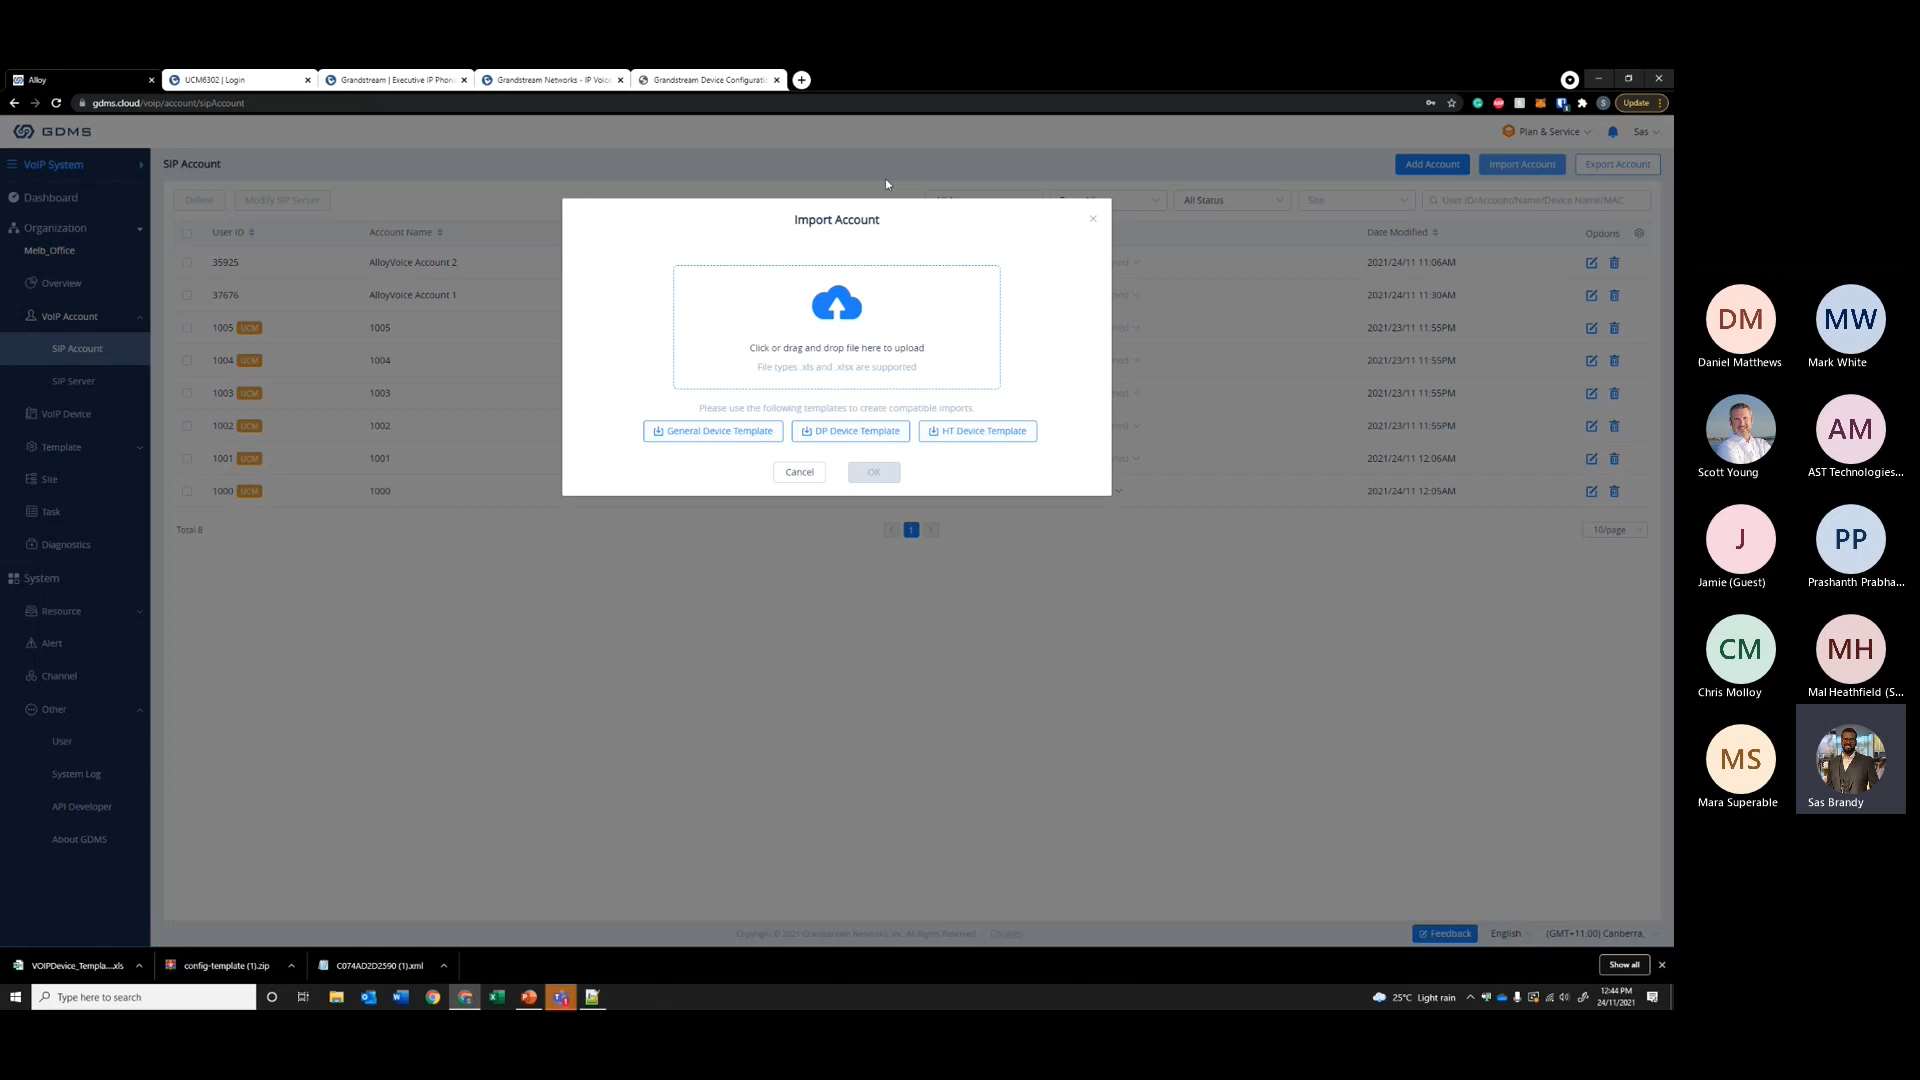 Alloy
UCM6302 | Login
Grandstream | Executive IP Phon
Grandstream Networks - IP Voice
Grandstream Device Configuratio
gdms.cloud/voip/account/sipAccount
Update
GDMS
Plan & Service
Sas
VoIP System
SIP Account
Add Account
Import Account
Export Account
Dashboard
Delete
Modify SIP Server
All Status
Site
User ID/Account/Name/Device Name/MAC
Organization
Melb_Office
Import Account
User ID
Account Name
Date Modified
Options
35925
AlloyVoice Account 2
2021/24/11 11:06AM
Overview
37676
AlloyVoice Account 1
2021/24/11 11:30AM
VoIP Account
1005 UCM
1005
2021/23/11 11:55PM
SIP Account
1004 UCM
1004
2021/23/11 11:55PM
SIP Server
1003 UCM
1003
2021/23/11 11:55PM
VoIP Device
1002 UCM
1002
2021/23/11 11:55PM
Template
1001 UCM
1001
2021/24/11 12:06AM
Site
1000 UCM
1000
2021/24/11 12:05AM
Click or drag and drop file here to upload
File types .xls and .xlsx are supported
Please use the following templates to create compatible imports.
General Device Template
DP Device Template
HT Device Template
Cancel
OK
Task
Total 8
1
10/page
Diagnostics
System
Resource
Alert
Channel
Other
User
System Log
API Developer
About GDMS
Copyright © 2021 Grandstream Networks, Inc. All Rights Reserved.
Cookies
Feedback
English
(GMT+11:00) Canberra,
VOIPDevice_Templa....xls
config-template (1).zip
C074AD2D2590 (1).xml
Show all
Type here to search
25°C Light rain
12:44 PM
24/11/2021
DM
Daniel Matthews
MW
Mark White
Scott Young
AM
AST Technologies...
J
Jamie (Guest)
PP
Prashanth Prabha...
CM
Chris Molloy
MH
Mal Heathfield (S...
MS
Mara Superable
Sas Brandy